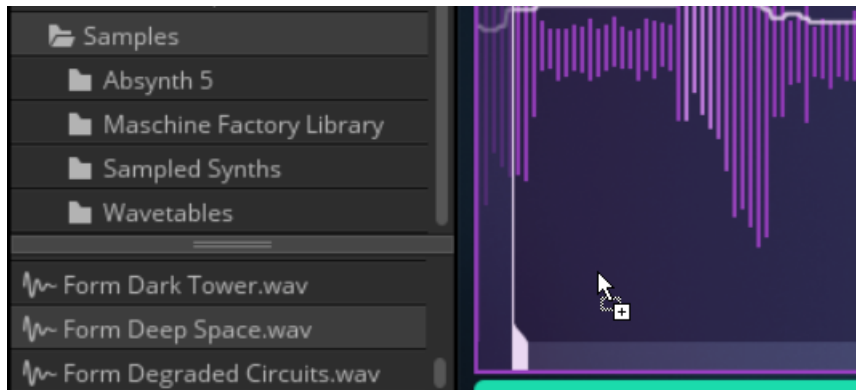 Samples
Absynth 5
Maschine Factory Library
Sampled Synths
Wavetables
Form Dark Tower.wav
Form Deep Space.wav
Form Degraded Circuits.wav